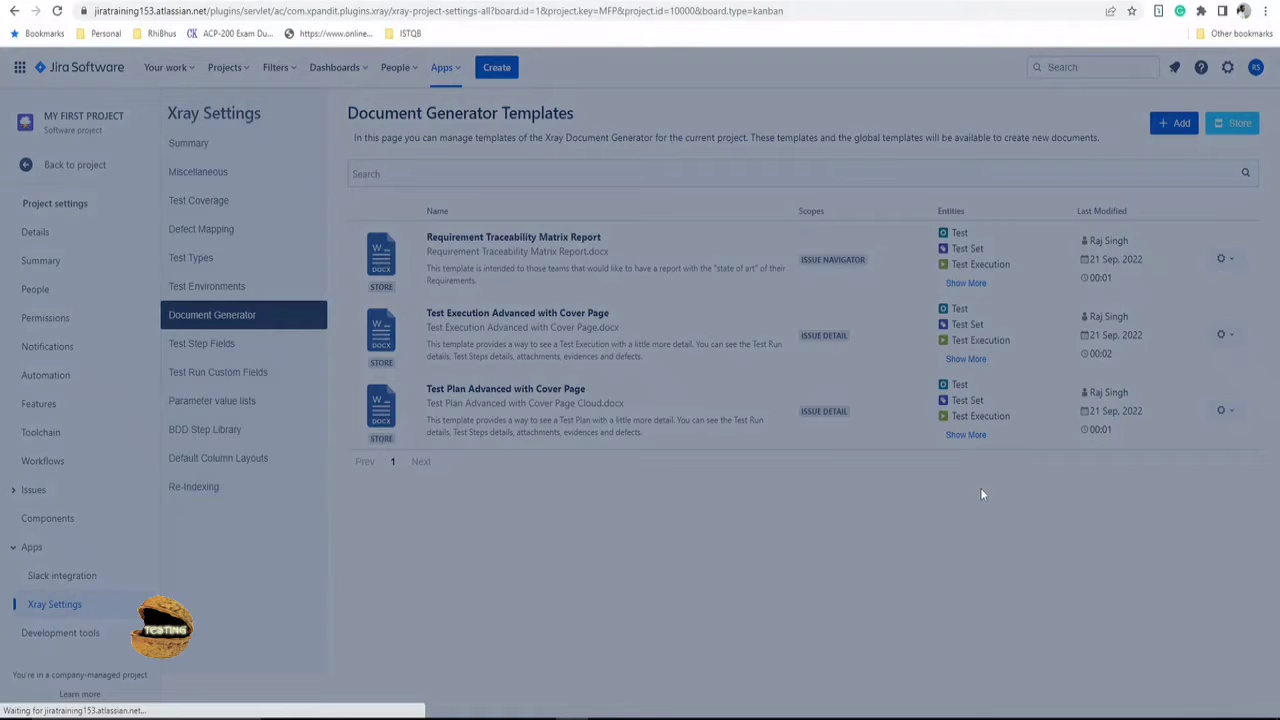 jiratraining153.atlassian.net/plugins/servlet/ac/com.xpandit.plugins.xray/xray-project-settings-all?board.id=1&project.key=MFP&project.id=10000&board.type=kanban
Bookmarks Personal RhiBhus ACP-200 Exam Du... https://www.online... ISTQB Other bookmarks
Jira Software Your work Projects Filters Dashboards People Apps Create Search RS
MY FIRST PROJECT
Software project
Back to project
Project settings
Details
Summary
People
Permissions
Notifications
Automation
Features
Toolchain
Workflows
Issues
Components
Apps
Slack integration
Xray Settings
Development tools
You're in a company-managed project
Learn more
Xray Settings
Summary
Miscellaneous
Test Coverage
Defect Mapping
Test Types
Test Environments
Document Generator
Test Step Fields
Test Run Custom Fields
Parameter value lists
BDD Step Library
Default Column Layouts
Re-Indexing
TESTING
Document Generator Templates
+ Add Store
In this page you can manage templates of the Xray Document Generator for the current project. These templates and the global templates will be available to create new documents.
Search
Name Scopes Entities Last Modified
W DOCX
STORE
Requirement Traceability Matrix Report
Requirement Traceability Matrix Report.docx
This template is intended to those teams that would like to have a report with the "state of art" of their
Requirements.
ISSUE NAVIGATOR
Test
Test Set
Test Execution
Show More
Raj Singh
21 Sep, 2022
00:01
W DOCX
STORE
Test Execution Advanced with Cover Page
Test Execution Advanced with Cover Page.docx
This template provides a way to see a Test Execution with a little more detail. You can see the Test Run
details, Test Steps details, attachments, evidences and defects.
ISSUE DETAIL
Test
Test Set
Test Execution
Show More
Raj Singh
21 Sep, 2022
00:02
W DOCX
STORE
Test Plan Advanced with Cover Page
Test Plan Advanced with Cover Page Cloud.docx
This template provides a way to see a Test Plan with a little more detail. You can see the Test Run
details, Test Steps details, attachments, evidences and defects.
ISSUE DETAIL
Test
Test Set
Test Execution
Show More
Raj Singh
21 Sep, 2022
00:01
Prev 1 Next
Waiting for jiratraining153.atlassian.net...